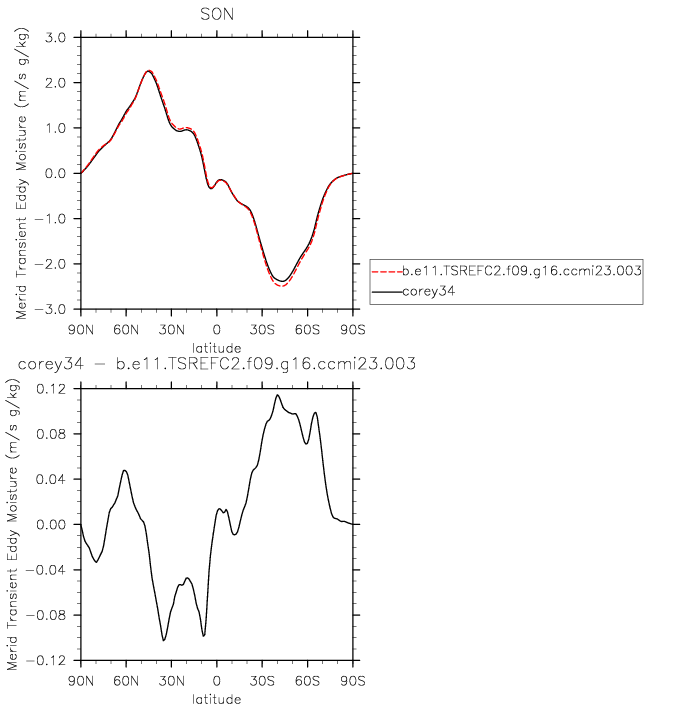 SON
Merid Transient Eddy Moisture (m/s g/kg)
3.0
2.0
1.0
0.0
−1.0
−2.0
−3.0
90N 60N 30N 0 30S 60S 90S
latitude
b.e11.TSREFC2.f09.g16.ccmi23.003
corey34
corey34 − b.e11.TSREFC2.f09.g16.ccmi23.003
Merid Transient Eddy Moisture (m/s g/kg)
0.12
0.08
0.04
0.00
−0.04
−0.08
−0.12
90N 60N 30N 0 30S 60S 90S
latitude